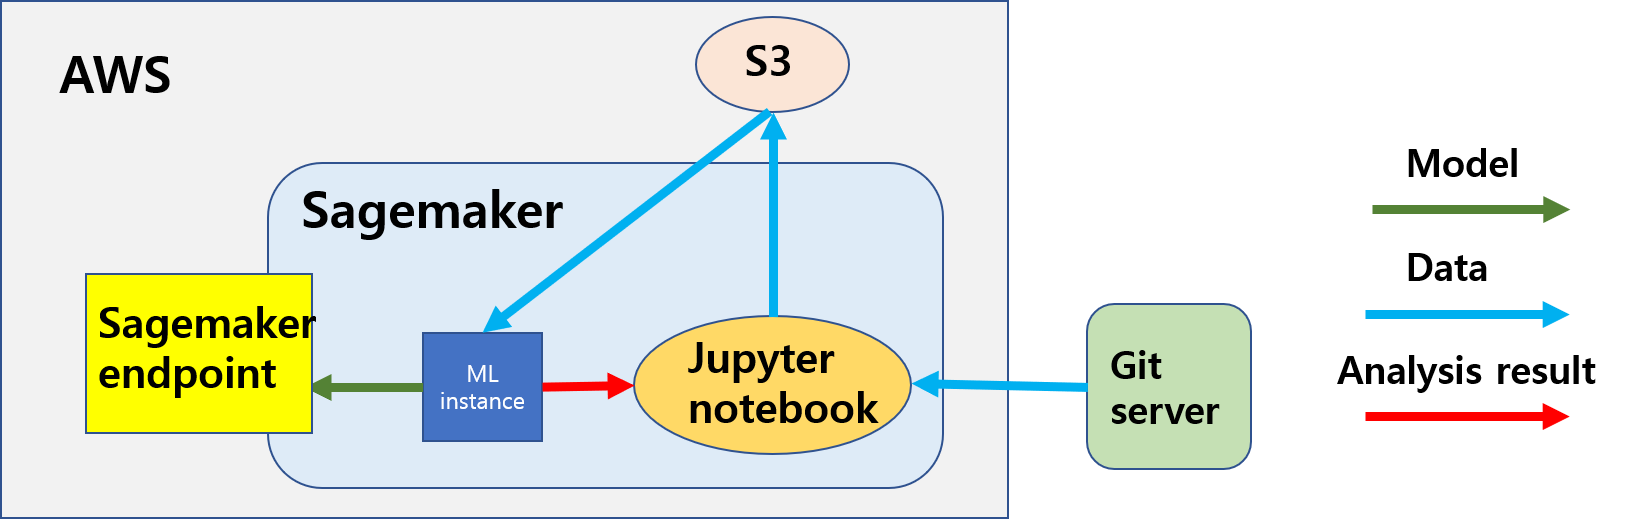 AWS
S3
Sagemaker
Sagemaker
endpoint
ML
instance
Jupyter
notebook
Git
server
Model
Data
Analysis result